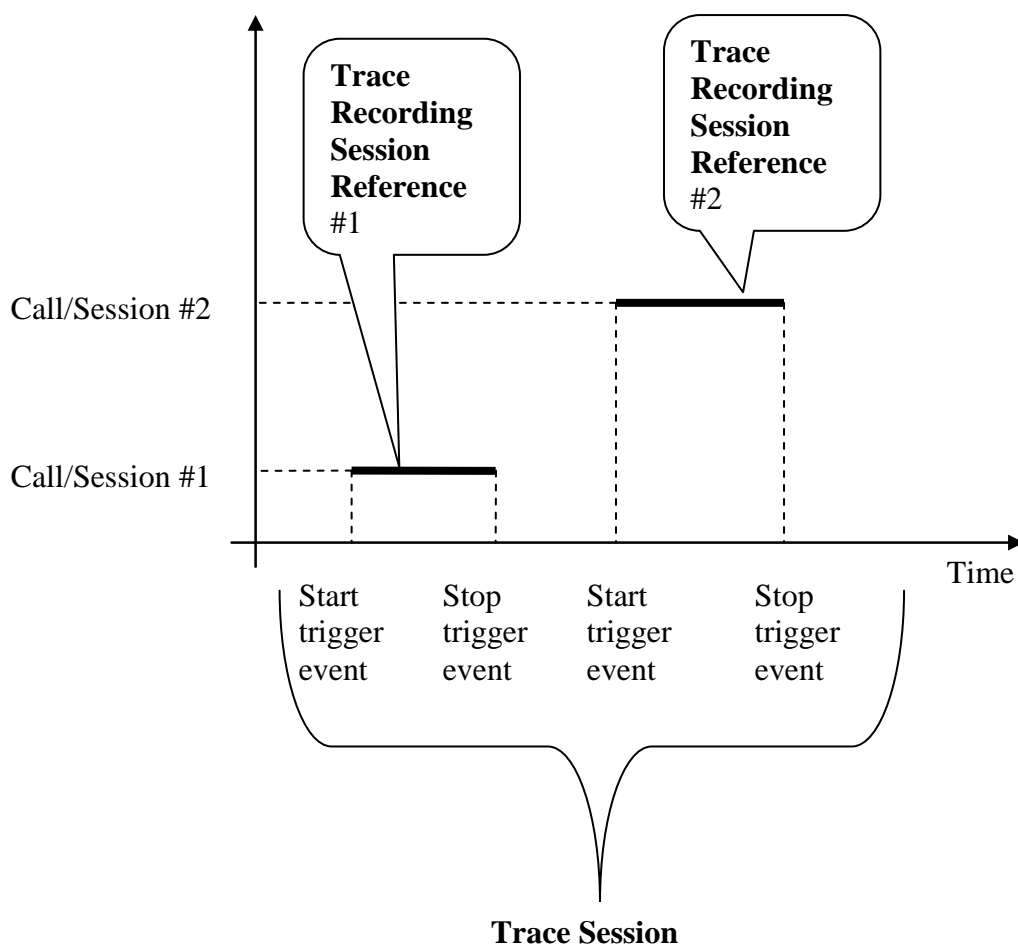 Trace
Recording
Session
Reference
#1
Trace
Recording
Session
Reference
#2
Call/Session #2
Call/Session #1
Time
Start
trigger
event
Stop
trigger
event
Start
trigger
event
Stop
trigger
event
Trace Session